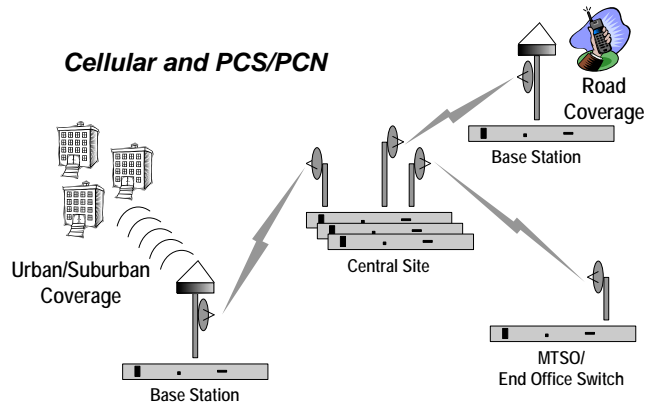 Cellular and PCS/PCN
Road
Coverage
Base Station
Central Site
Urban/Suburban
Coverage
MTSO/
End Office Switch
Base Station